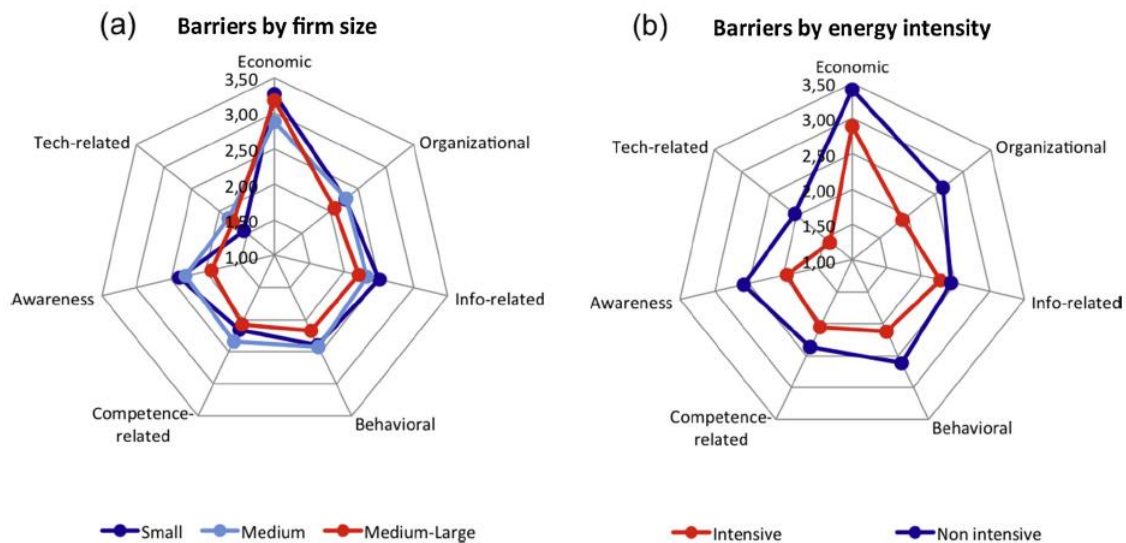 (a) Barriers by firm size
Economic
3,50
3,00
2,50
2,00
1,50
1,00
Tech-related
Organizational
Awareness
Info-related
Competence-
related
Behavioral
Small
Medium
Medium-Large
(b) Barriers by energy intensity
Economic
3,50
3,00
2,50
2,00
1,50
1,00
Tech-related
Organizational
Awareness
Info-related
Competence-
related
Behavioral
Intensive
Non intensive